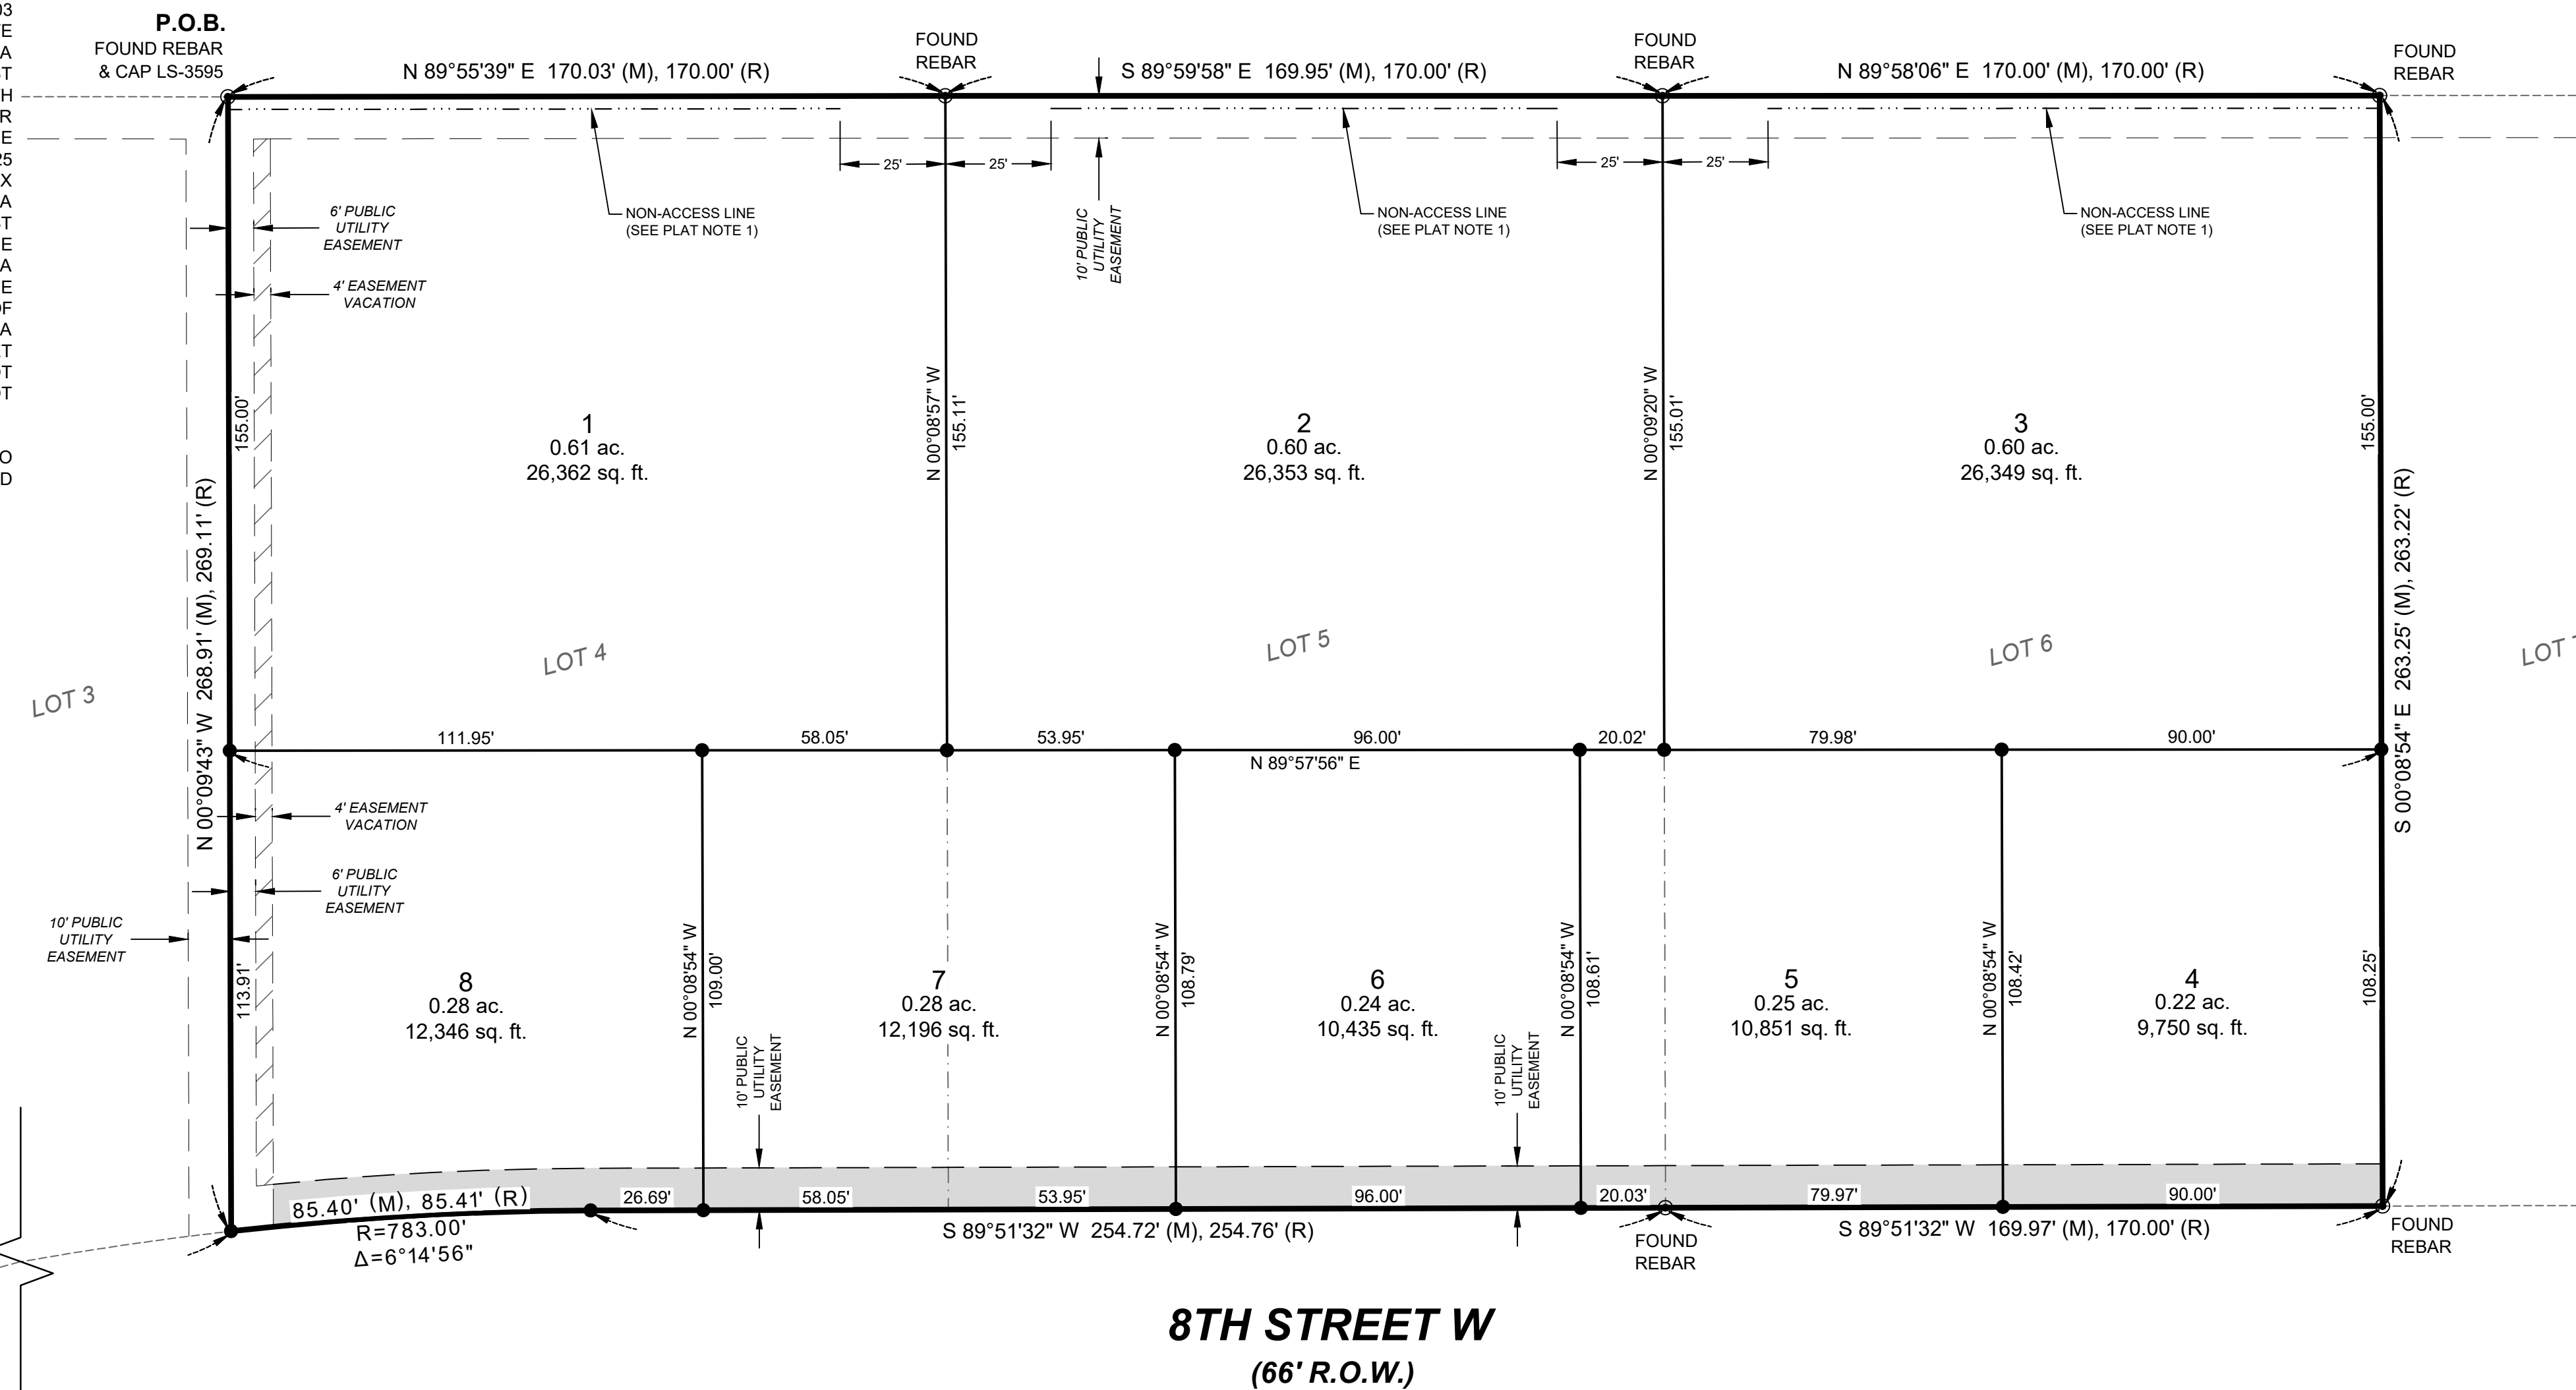 03
P.O.B.
FOUND REBAR
& CAP LS-3595
N 89°55'39" E 170.03' (M), 170.00' (R)
FOUND
REBAR
S 89°59'58" E 169.95' (M), 170.00' (R)
FOUND
REBAR
N 89°58'06" E 170.00' (M), 170.00' (R)
FOUND
REBAR
E
A
T
H
R
E
25
X
A
T
E
A
E
OF
A
T
T
T
O
D
25'
25'
25'
25'
6' PUBLIC
UTILITY
EASEMENT
4' EASEMENT
VACATION
NON-ACCESS LINE
(SEE PLAT NOTE 1)
10' PUBLIC
UTILITY
EASEMENT
NON-ACCESS LINE
(SEE PLAT NOTE 1)
NON-ACCESS LINE
(SEE PLAT NOTE 1)
155.00'
1
0.61 ac.
26,362 sq. ft.
N 00°08'57" W
155.11'
2
0.60 ac.
26,353 sq. ft.
N 00°09'20" W
155.01'
3
0.60 ac.
26,349 sq. ft.
155.00'
N 00°09'43" W 268.91' (M), 269.11' (R)
S 00°08'54" E 263.25' (M), 263.22' (R)
LOT 3
LOT 4
LOT 5
LOT 6
LOT
111.95'
58.05'
53.95'
96.00'
20.02'
79.98'
90.00'
N 89°57'56" E
4' EASEMENT
VACATION
6' PUBLIC
UTILITY
EASEMENT
10' PUBLIC
UTILITY
EASEMENT
113.91'
8
0.28 ac.
12,346 sq. ft.
N 00°08'54" W
109.00'
7
0.28 ac.
12,196 sq. ft.
N 00°08'54" W
108.79'
6
0.24 ac.
10,435 sq. ft.
N 00°08'54" W
108.61'
5
0.25 ac.
10,851 sq. ft.
N 00°08'54" W
108.42'
4
0.22 ac.
9,750 sq. ft.
108.25'
10' PUBLIC
UTILITY
EASEMENT
10' PUBLIC
UTILITY
EASEMENT
85.40' (M), 85.41' (R)
R=783.00'
Δ=6°14'56"
26.69'
58.05'
53.95'
96.00'
20.03'
79.97'
90.00'
S 89°51'32" W 254.72' (M), 254.76' (R)
FOUND
REBAR
S 89°51'32" W 169.97' (M), 170.00' (R)
FOUND
REBAR
8TH STREET W
(66' R.O.W.)